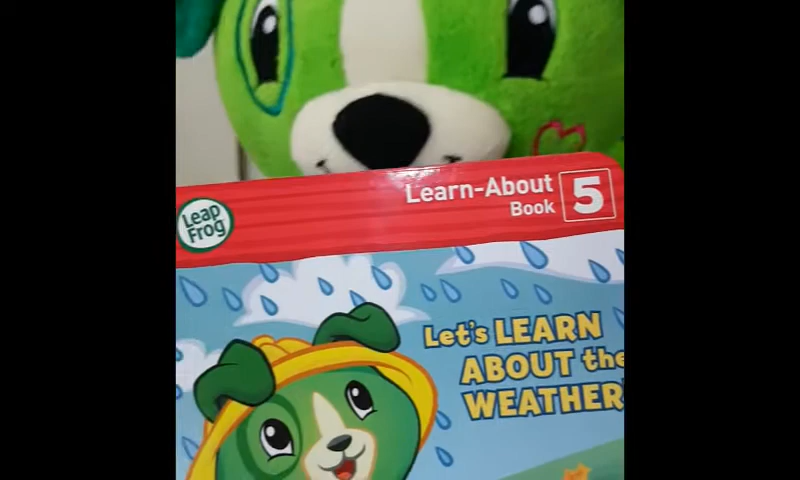 Learn-About
Book 5
Leap
Frog
Let's LEARN
ABOUT the
WEATHER